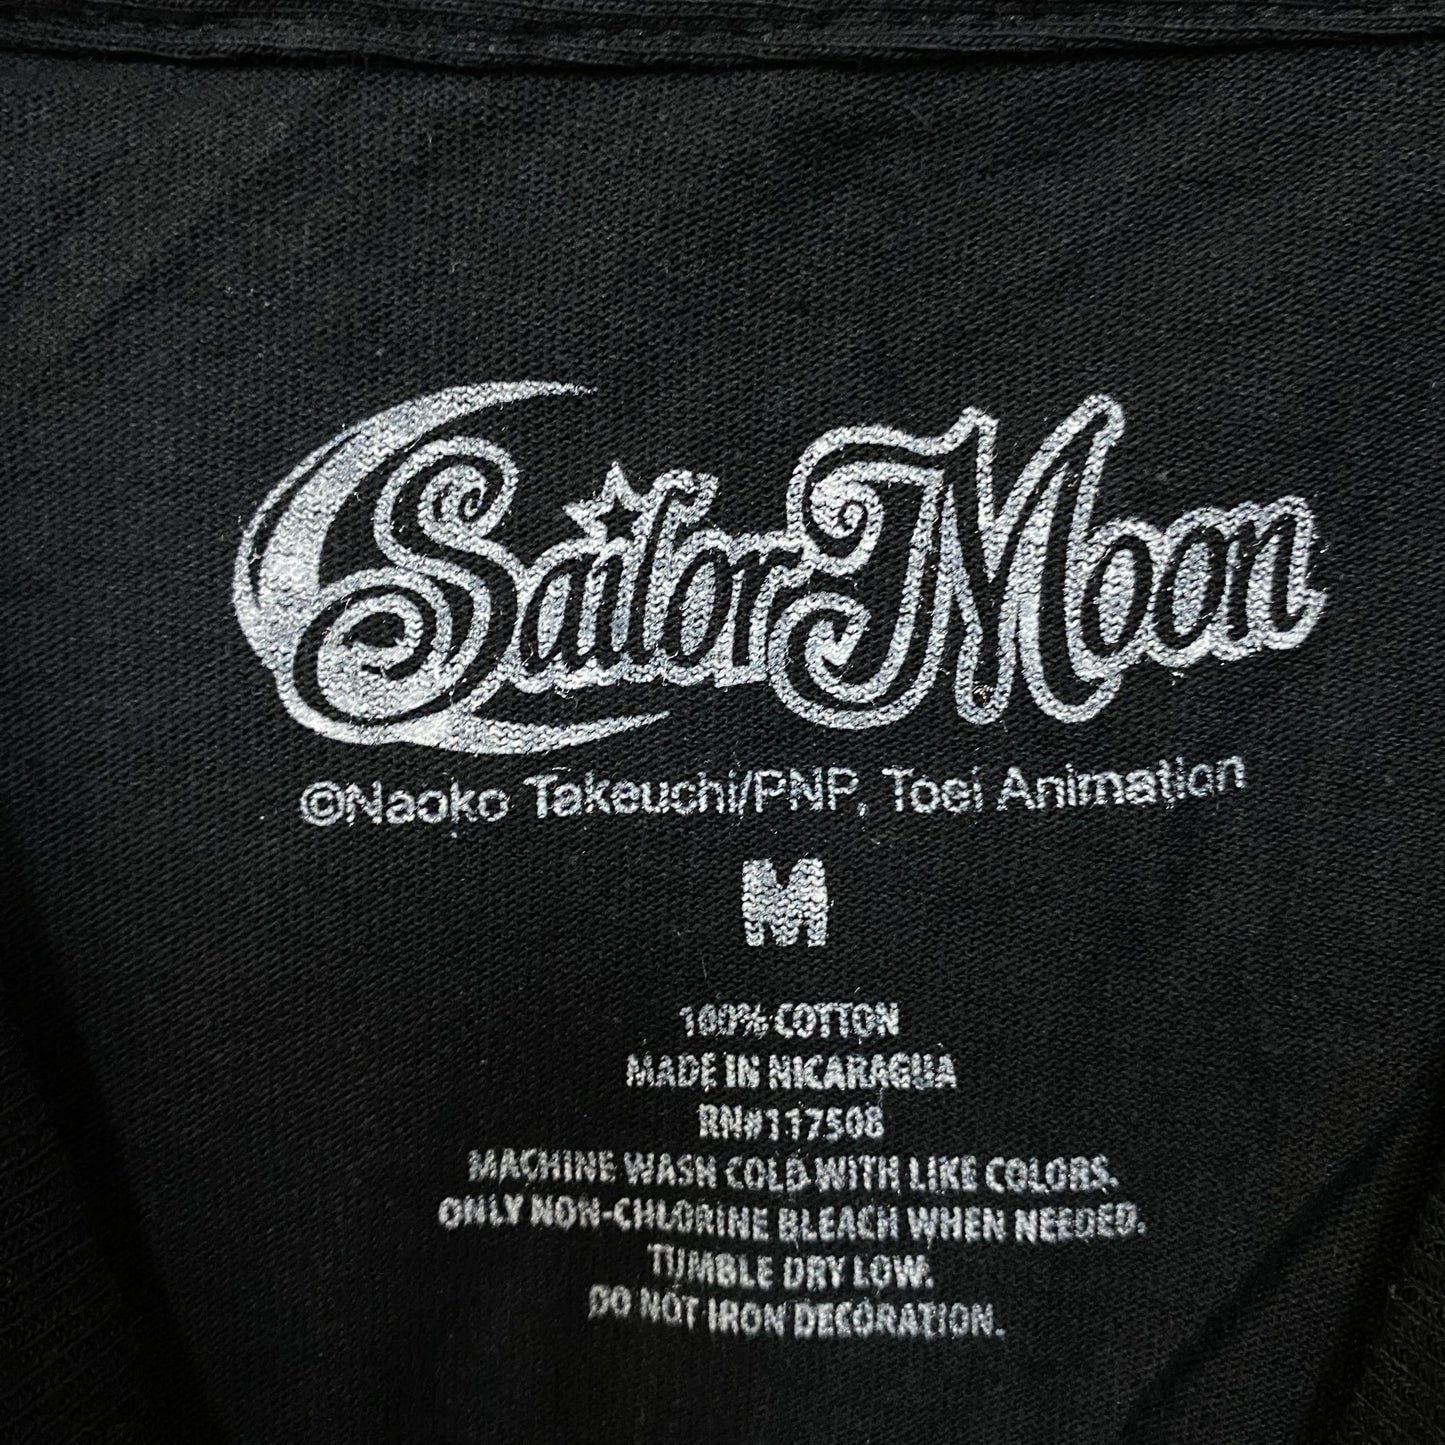 Sailor Moon
©Naoko Takeuchi/PNP, Toei Animation
M
100% COTTON
MADE IN NICARAGUA
RN#117508
MACHINE WASH COLD WITH LIKE COLORS.
ONLY NON-CHLORINE BLEACH WHEN NEEDED.
TUMBLE DRY LOW.
DO NOT IRON DECORATION.